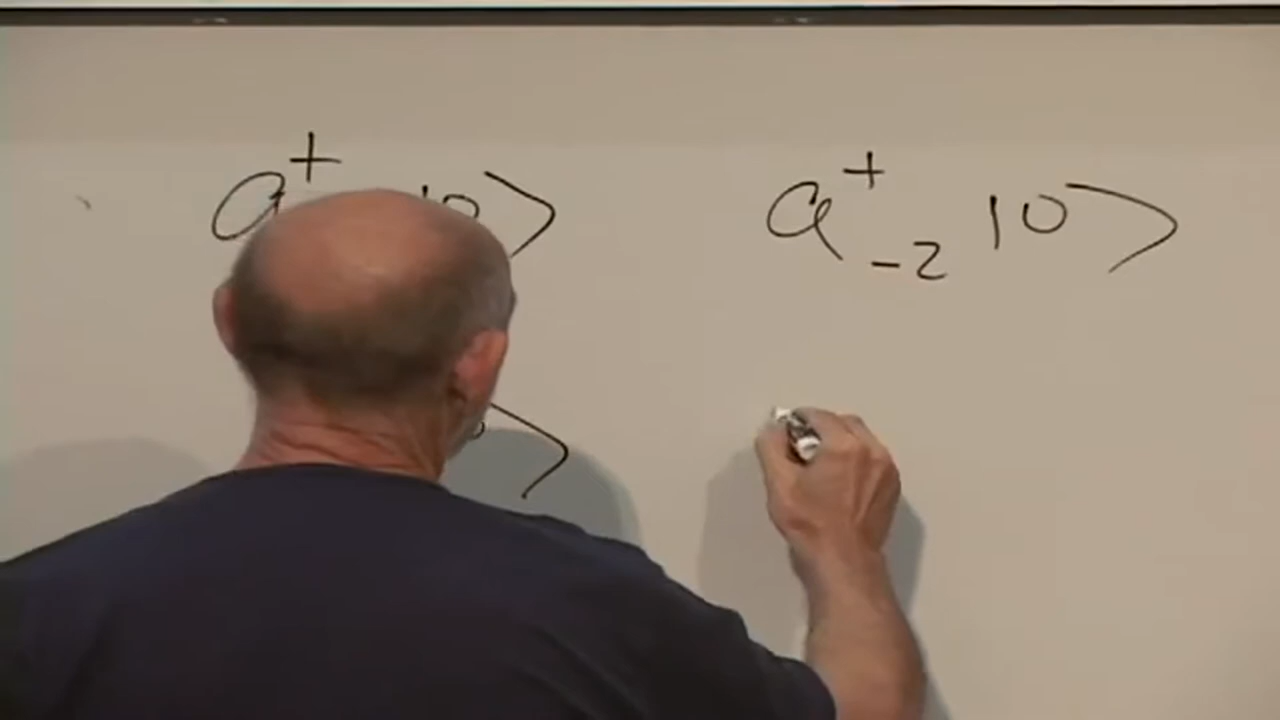 a⁺ |0⟩ a⁺₋₂ |0⟩
⟩